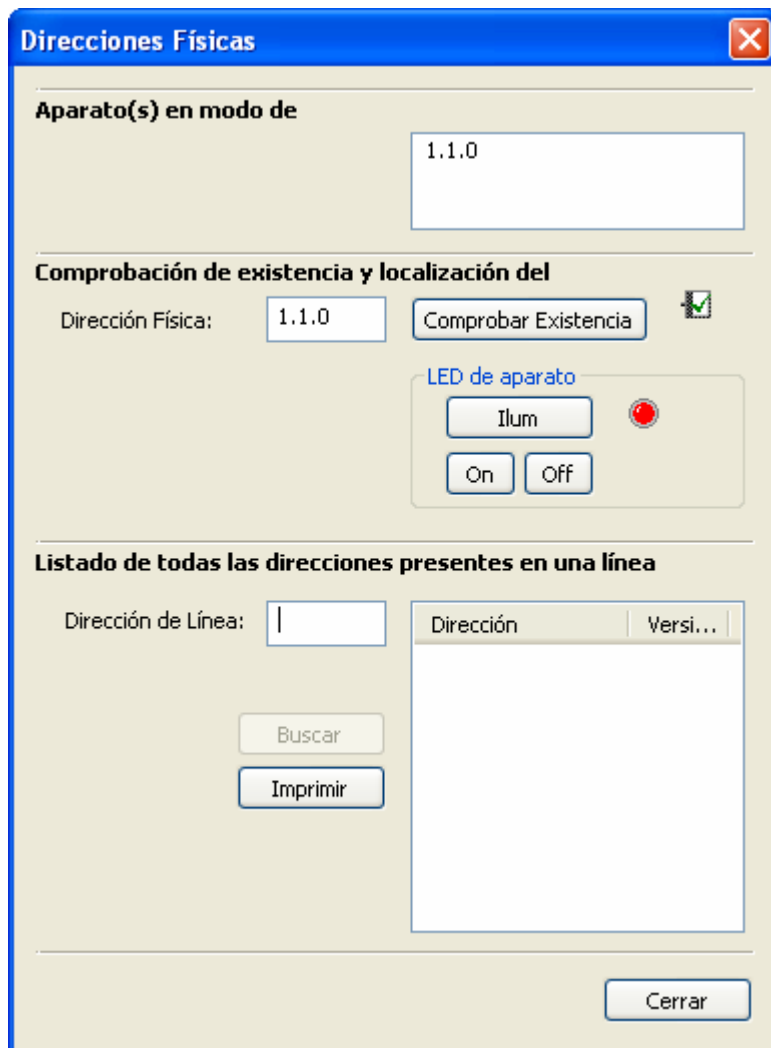 Direcciones Físicas
Aparato(s) en modo de
1.1.0
Comprobación de existencia y localización del
Dirección Física: 1.1.0 Comprobar Existencia
LED de aparato
Ilum
On Off
Listado de todas las direcciones presentes en una línea
Dirección de Línea: Dirección Versi...
Buscar
Imprimir
Cerrar